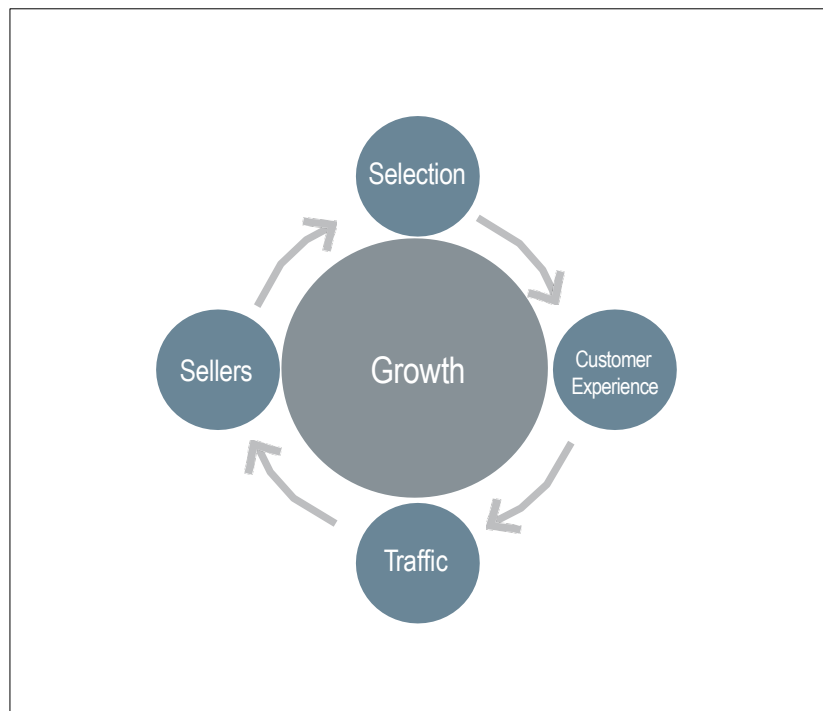 Selection
Sellers
Growth
Customer
Experience
Traffic